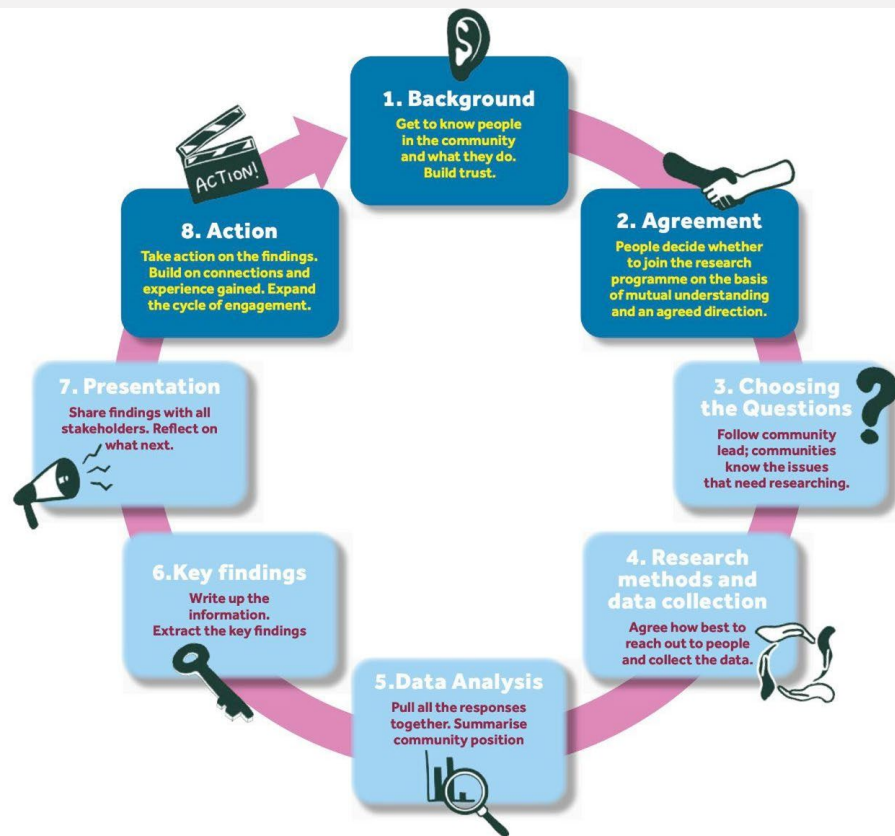 1. Background
Get to know people
in the community
and what they do.
Build trust.
2. Agreement
People decide whether
to join the research
programme on the basis
of mutual understanding
and an agreed direction.
3. Choosing
the Questions
Follow community
lead; communities
know the issues
that need researching.
4. Research
methods and
data collection
Agree how best to
reach out to people
and collect the data.
5.Data Analysis
Pull all the responses
together. Summarise
community position
6.Key findings
Write up the
information.
Extract the key findings
7. Presentation
Share findings with all
stakeholders. Reflect on
what next.
ACTION!
8. Action
Take action on the findings.
Build on connections and
experience gained. Expand
the cycle of engagement.